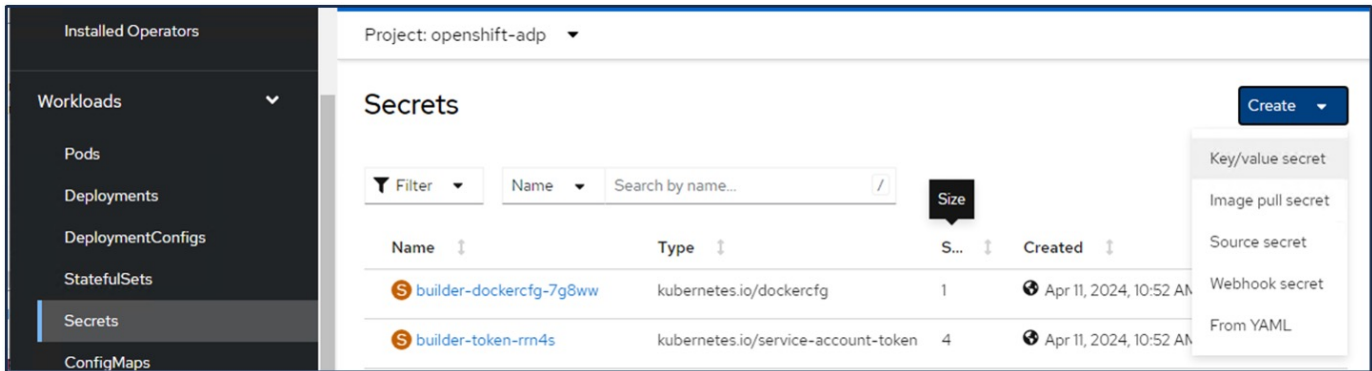 Installed Operators
Workloads
Pods
Deployments
DeploymentConfigs
StatefulSets
Secrets
ConfigMaps
Project: openshift-adp
Secrets
Create
Key/value secret
Image pull secret
Source secret
Webhook secret
From YAML
Filter Name Search by name... /
Size
Name Type S... Created
S builder-dockercfg-7g8ww kubernetes.io/dockercfg 1 Apr 11, 2024, 10:52 AM
S builder-token-rrn4s kubernetes.io/service-account-token 4 Apr 11, 2024, 10:52 AM